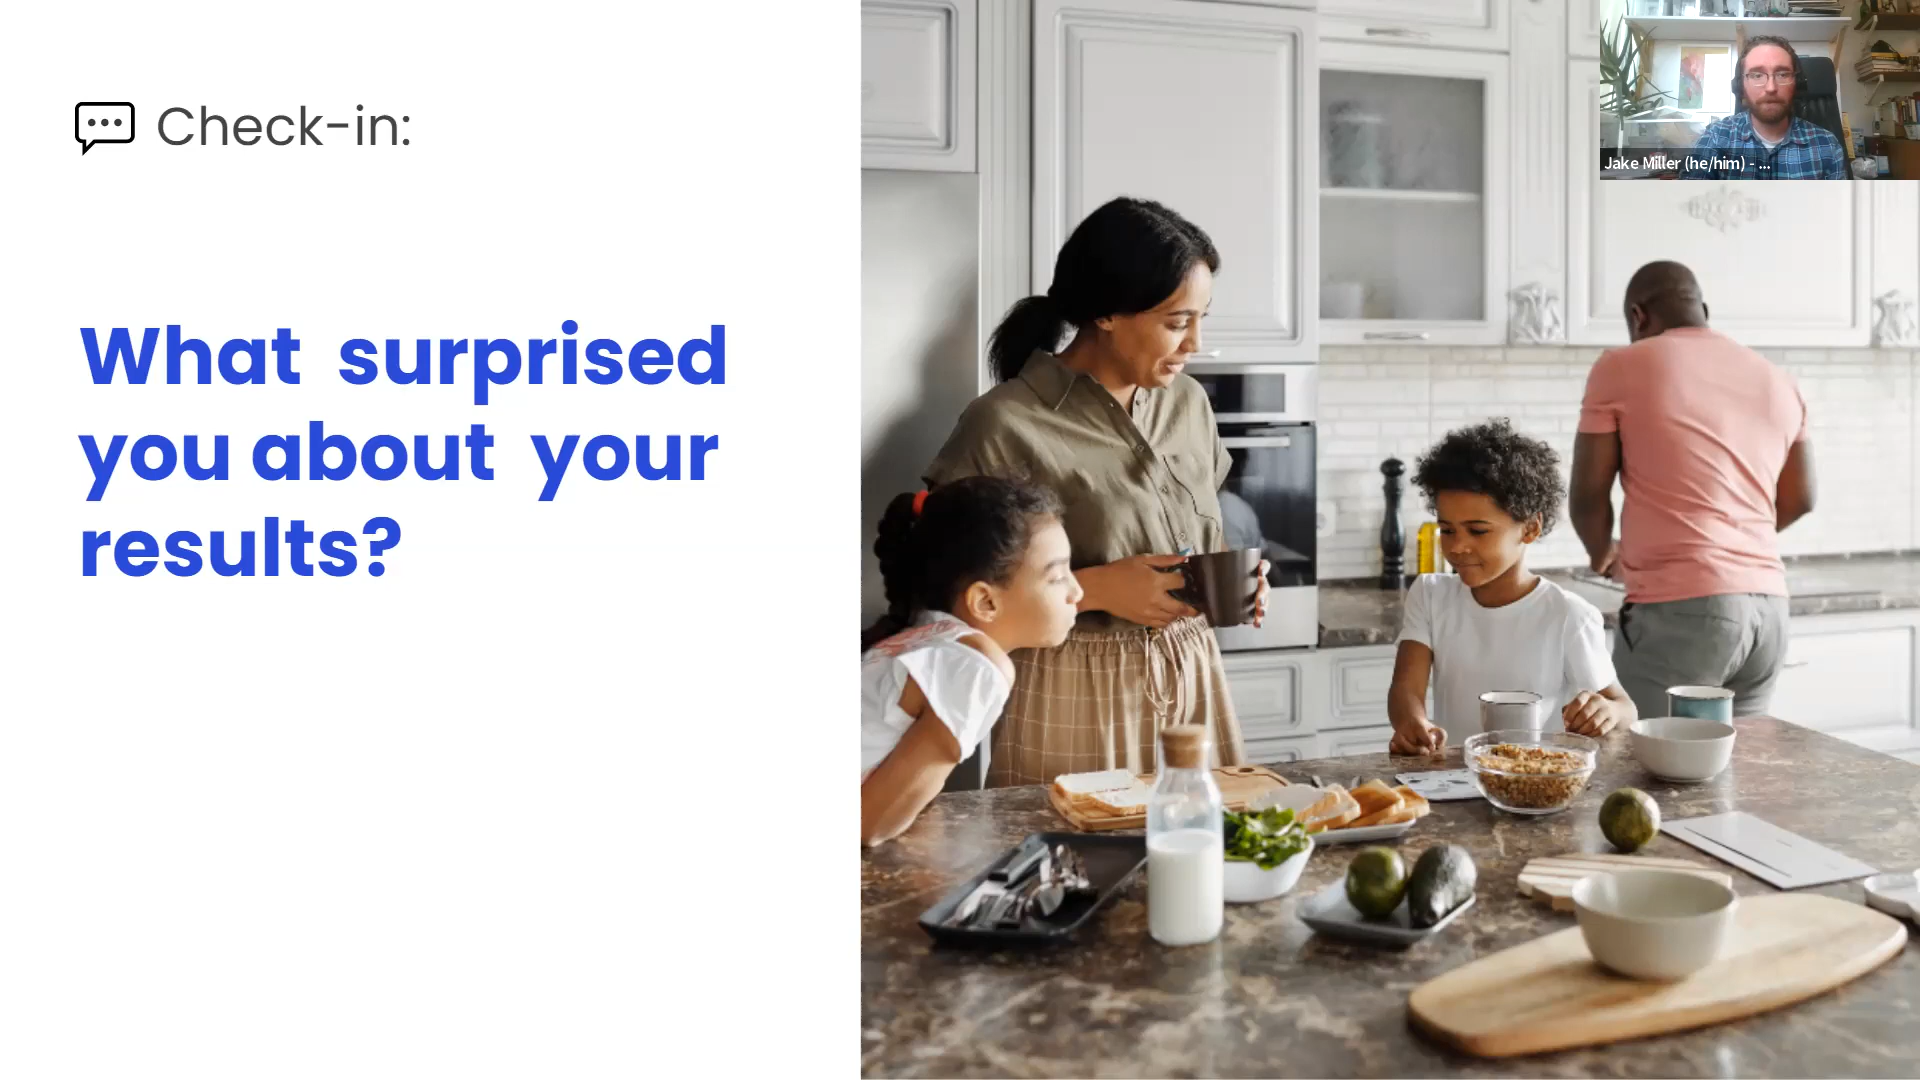 Check-in:
What surprised
you about your
results?
Jake Miller (he/him) - ...